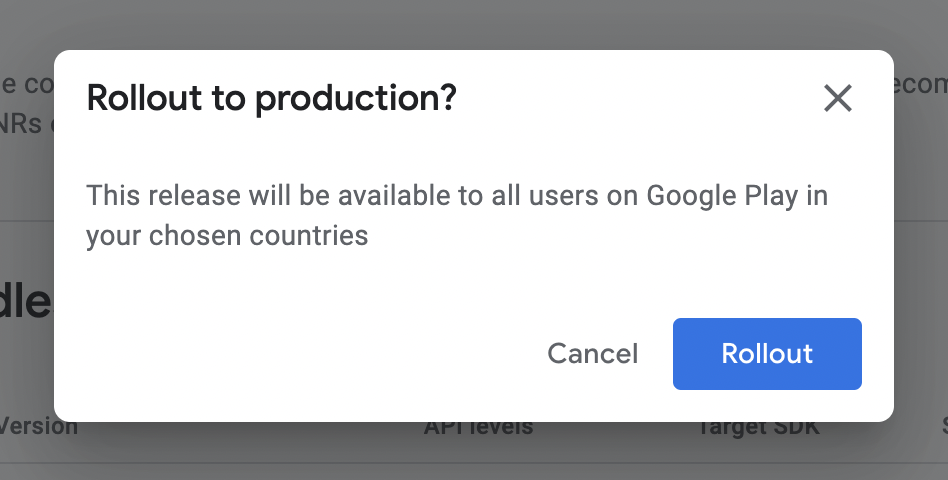 Rollout to production?
This release will be available to all users on Google Play in
your chosen countries
Cancel Rollout
Version API levels Target SDK